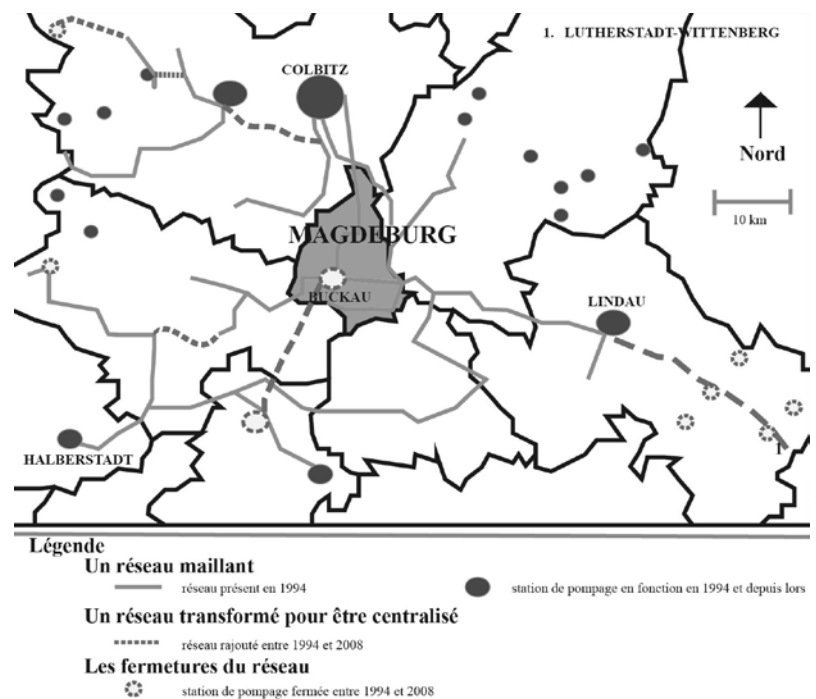 1. LUTHERSTADT-WITTENBERG
COLBITZ
Nord
10 km
MAGDEBURG
BUCKAU
LINDAU
HALBERSTADT
1
Légende
Un réseau maillant
réseau présent en 1994
station de pompage en fonction en 1994 et depuis lors
Un réseau transformé pour être centralisé
réseau rajouté entre 1994 et 2008
Les fermetures du réseau
station de pompage fermée entre 1994 et 2008